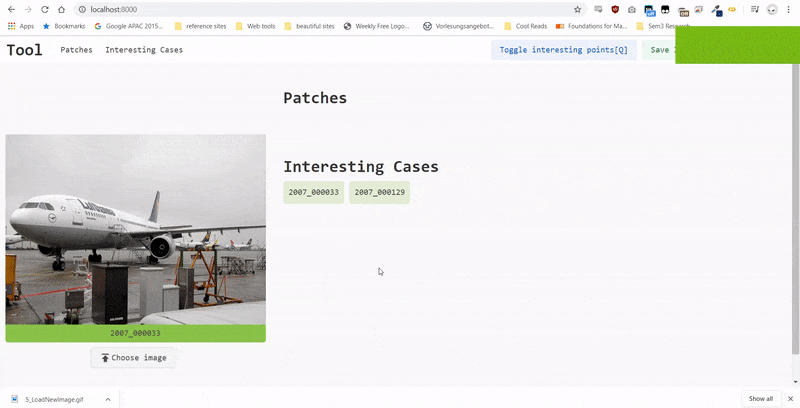 localhost:8000
Apps Bookmarks Google APAC 2015... reference sites Web tools beautiful sites Weekly Free Logo... Vorlesungsangebot... Cool Reads Foundations for Ma... Sem3 Research
Tool Patches Interesting Cases Toggle interesting points[Q] Save
Patches
Interesting Cases
2007_000033 2007_000129
Lufthansa
2007_000033
Choose image
5_LoadNewImage.gif Show all